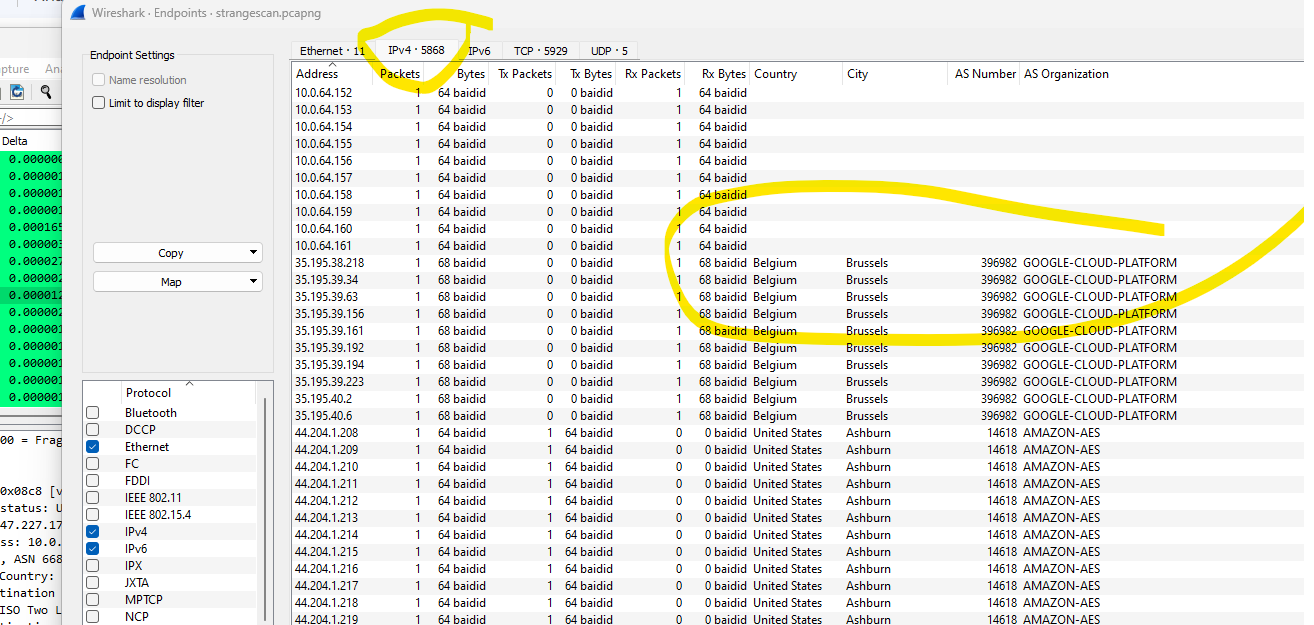 Wireshark · Endpoints · strangescan.pcapng
Endpoint Settings
Name resolution
Limit to display filter
Copy
Map
Protocol
Bluetooth
DCCP
Ethernet
FC
FDDI
IEEE 802.11
IEEE 802.15.4
IPv4
IPv6
IPX
JXTA
MPTCP
NCP
Ethernet · 11 IPv4 · 5868 IPv6 TCP · 5929 UDP · 5
Address Packets Bytes Tx Packets Tx Bytes Rx Packets Rx Bytes Country City AS Number AS Organization
10.0.64.152 1 64 baidid 0 0 baidid 1 64 baidid
10.0.64.153 1 64 baidid 0 0 baidid 1 64 baidid
10.0.64.154 1 64 baidid 0 0 baidid 1 64 baidid
10.0.64.155 1 64 baidid 0 0 baidid 1 64 baidid
10.0.64.156 1 64 baidid 0 0 baidid 1 64 baidid
10.0.64.157 1 64 baidid 0 0 baidid 1 64 baidid
10.0.64.158 1 64 baidid 0 0 baidid 1 64 baidid
10.0.64.159 1 64 baidid 0 0 baidid 1 64 baidid
10.0.64.160 1 64 baidid 0 0 baidid 1 64 baidid
10.0.64.161 1 64 baidid 0 0 baidid 1 64 baidid
35.195.38.218 1 68 baidid 0 0 baidid 1 68 baidid Belgium Brussels 396982 GOOGLE-CLOUD-PLATFORM
35.195.39.34 1 68 baidid 0 0 baidid 1 68 baidid Belgium Brussels 396982 GOOGLE-CLOUD-PLATFORM
35.195.39.63 1 68 baidid 0 0 baidid 1 68 baidid Belgium Brussels 396982 GOOGLE-CLOUD-PLATFORM
35.195.39.156 1 68 baidid 0 0 baidid 1 68 baidid Belgium Brussels 396982 GOOGLE-CLOUD-PLATFORM
35.195.39.161 1 68 baidid 0 0 baidid 1 68 baidid Belgium Brussels 396982 GOOGLE-CLOUD-PLATFORM
35.195.39.192 1 68 baidid 0 0 baidid 1 68 baidid Belgium Brussels 396982 GOOGLE-CLOUD-PLATFORM
35.195.39.194 1 68 baidid 0 0 baidid 1 68 baidid Belgium Brussels 396982 GOOGLE-CLOUD-PLATFORM
35.195.39.223 1 68 baidid 0 0 baidid 1 68 baidid Belgium Brussels 396982 GOOGLE-CLOUD-PLATFORM
35.195.40.2 1 68 baidid 0 0 baidid 1 68 baidid Belgium Brussels 396982 GOOGLE-CLOUD-PLATFORM
35.195.40.6 1 68 baidid 0 0 baidid 1 68 baidid Belgium Brussels 396982 GOOGLE-CLOUD-PLATFORM
44.204.1.208 1 64 baidid 1 64 baidid 0 0 baidid United States Ashburn 14618 AMAZON-AES
44.204.1.209 1 64 baidid 1 64 baidid 0 0 baidid United States Ashburn 14618 AMAZON-AES
44.204.1.210 1 64 baidid 1 64 baidid 0 0 baidid United States Ashburn 14618 AMAZON-AES
44.204.1.211 1 64 baidid 1 64 baidid 0 0 baidid United States Ashburn 14618 AMAZON-AES
44.204.1.212 1 64 baidid 1 64 baidid 0 0 baidid United States Ashburn 14618 AMAZON-AES
44.204.1.213 1 64 baidid 1 64 baidid 0 0 baidid United States Ashburn 14618 AMAZON-AES
44.204.1.214 1 64 baidid 1 64 baidid 0 0 baidid United States Ashburn 14618 AMAZON-AES
44.204.1.215 1 64 baidid 1 64 baidid 0 0 baidid United States Ashburn 14618 AMAZON-AES
44.204.1.216 1 64 baidid 1 64 baidid 0 0 baidid United States Ashburn 14618 AMAZON-AES
44.204.1.217 1 64 baidid 1 64 baidid 0 0 baidid United States Ashburn 14618 AMAZON-AES
44.204.1.218 1 64 baidid 1 64 baidid 0 0 baidid United States Ashburn 14618 AMAZON-AES
44.204.1.219 1 64 baidid 1 64 baidid 0 0 baidid United States Ashburn 14618 AMAZON-AES
pture Ana
/>
Delta
0.000000
0.000001
0.000001
0.000001
0.000165
0.000003
0.000027
0.000002
0.000012
0.000002
0.000001
0.000001
0.000001
0.000002
0.000001
00 = Frag
0x08c8 [v
status: U
47.227.17
ss: 10.0.
, ASN 668
Country:
tination
ISO Two L